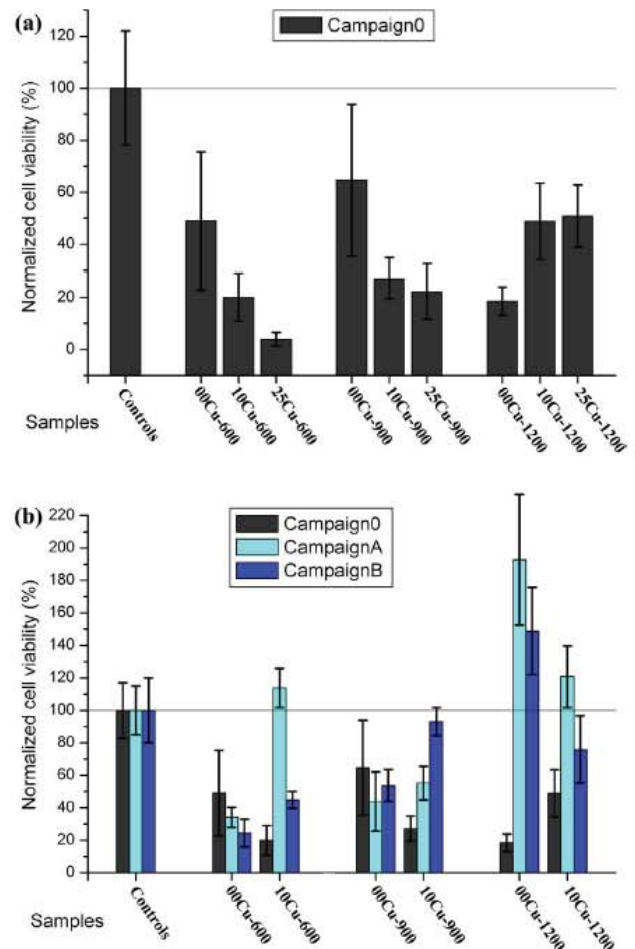 (a)
Campaign0
Normalized cell viability (%)
120
100
80
60
40
20
0
Samples
Controls
00Cu-600
10Cu-600
25Cu-600
00Cu-900
10Cu-900
25Cu-900
00Cu-1200
10Cu-1200
25Cu-1200
(b)
Campaign0
CampaignA
CampaignB
Normalized cell viability (%)
220
200
180
160
140
120
100
80
60
40
20
0
Samples
Controls
00Cu-600
10Cu-600
00Cu-900
10Cu-900
00Cu-1200
10Cu-1200